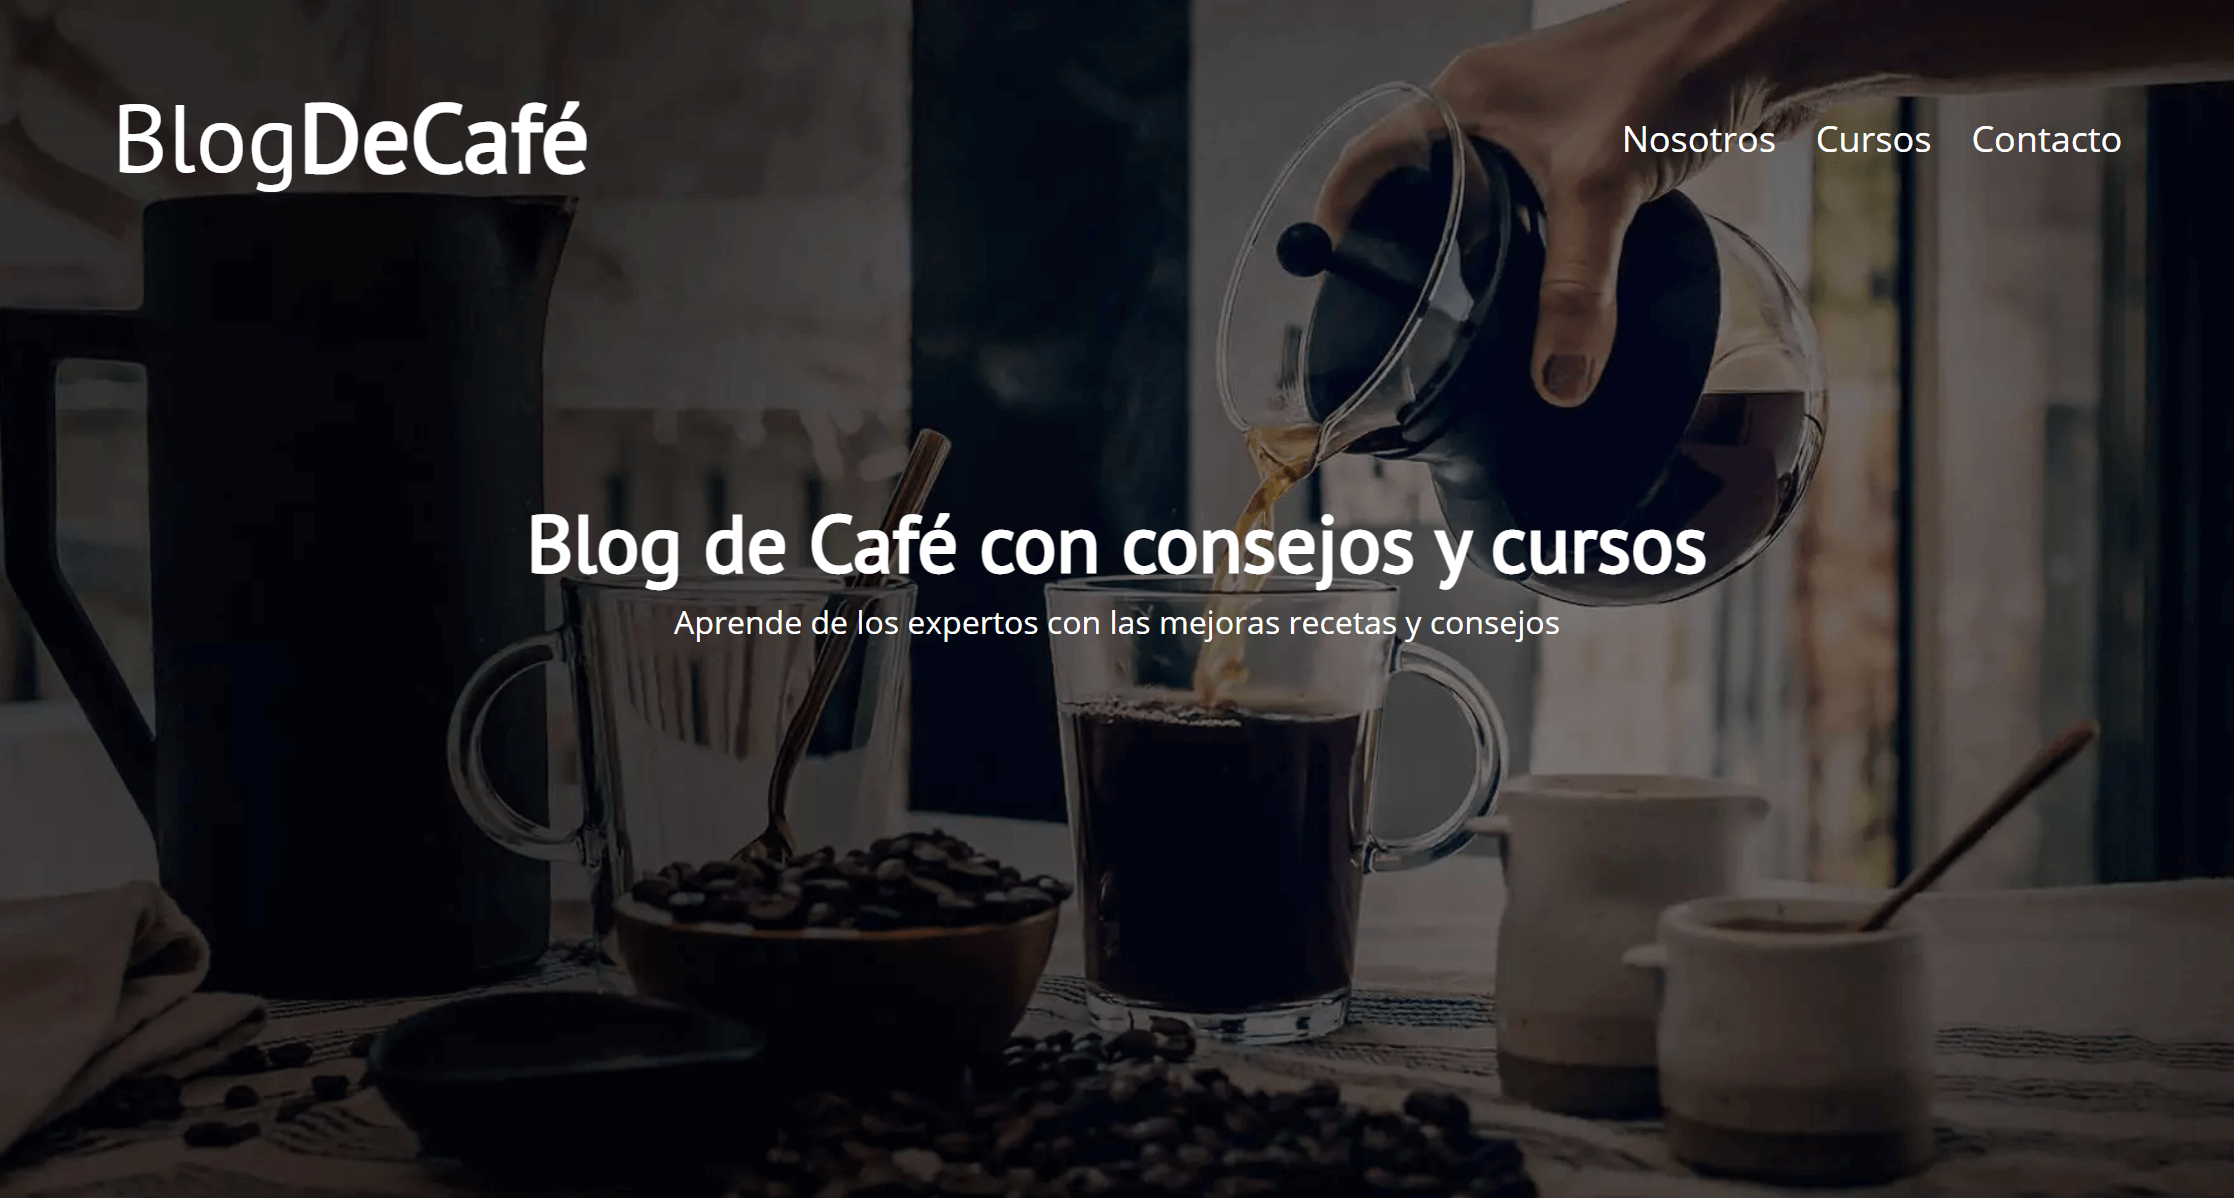 BlogDeCafé
Nosotros Cursos Contacto
Blog de Café con consejos y cursos
Aprende de los expertos con las mejoras recetas y consejos